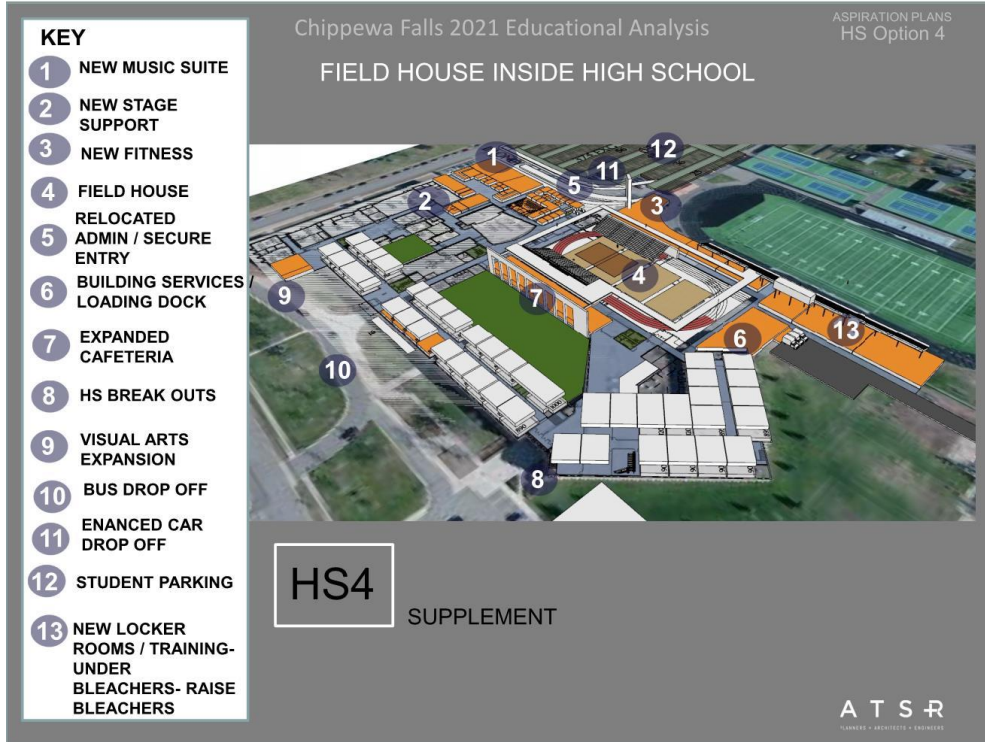 Chippewa Falls 2021 Educational Analysis
ASPIRATION PLANS
HS Option 4
FIELD HOUSE INSIDE HIGH SCHOOL
KEY
1 NEW MUSIC SUITE
2 NEW STAGE
SUPPORT
3 NEW FITNESS
4 FIELD HOUSE
5 RELOCATED
ADMIN / SECURE
ENTRY
6 BUILDING SERVICES /
LOADING DOCK
7 EXPANDED
CAFETERIA
8 HS BREAK OUTS
9 VISUAL ARTS
EXPANSION
10 BUS DROP OFF
11 ENANCED CAR
DROP OFF
12 STUDENT PARKING
13 NEW LOCKER
ROOMS / TRAINING-
UNDER
BLEACHERS- RAISE
BLEACHERS
12
1
11
5
2
3
4
9
7
13
6
10
8
HS4
SUPPLEMENT
ATSR
PLANNERS + ARCHITECTS + ENGINEERS